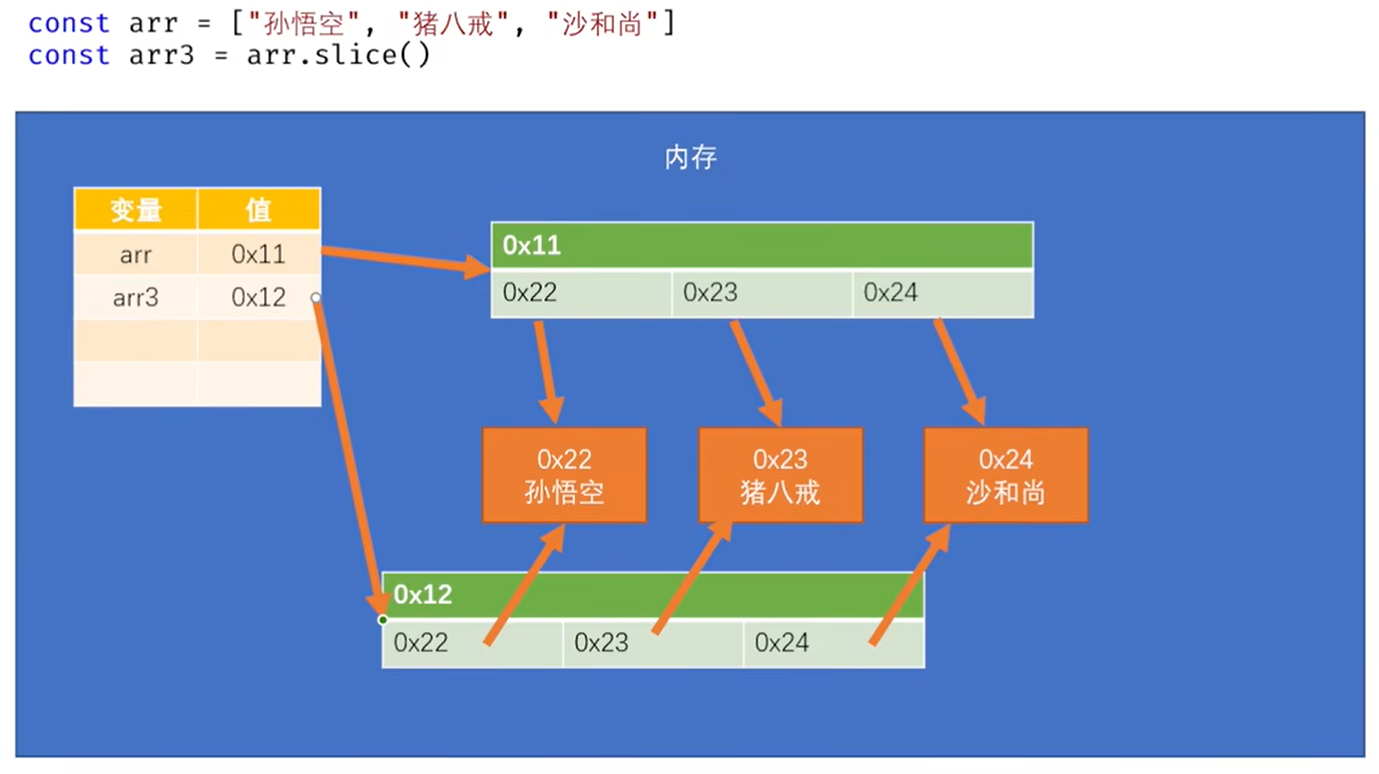 const arr = ["孙悟空", "猪八戒", "沙和尚"]
const arr3 = arr.slice()
内存
变量 值
arr 0x11
arr3 0x12
0x11
0x22 0x23 0x24
0x22
孙悟空
0x23
猪八戒
0x24
沙和尚
0x12
0x22 0x23 0x24